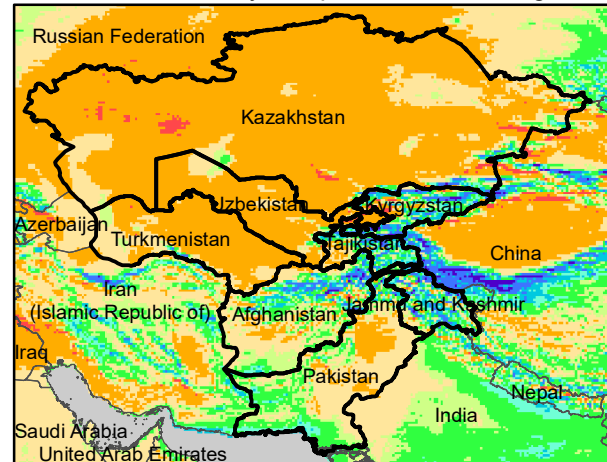 Russian Federation
Kazakhstan
Izbekistan
Kyrgyzstan
Azerbaijan
Turkmenistan
Tajikistan
China
Iran
(Islamic Republic of)
Afghanistan
Jammu and Kashmir
Iraq
Pakistan
Nepal
India
Saudi Arabia
United Arab Emirates